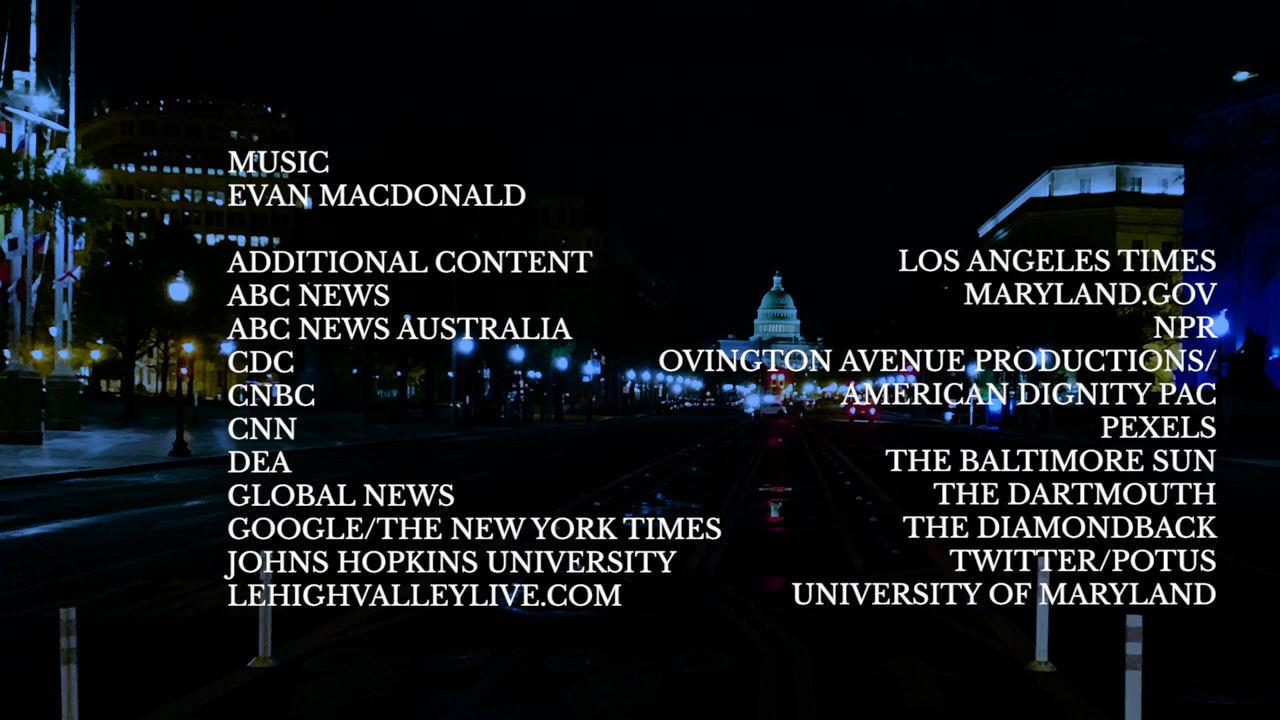 MUSIC
EVAN MACDONALD
ADDITIONAL CONTENT
ABC NEWS
ABC NEWS AUSTRALIA
CDC
CNBC
CNN
DEA
GLOBAL NEWS
GOOGLE/THE NEW YORK TIMES
JOHNS HOPKINS UNIVERSITY
LEHIGHVALLEYLIVE.COM
LOS ANGELES TIMES
MARYLAND.GOV
NPR
OVINGTON AVENUE PRODUCTIONS/
AMERICAN DIGNITY PAC
PEXELS
THE BALTIMORE SUN
THE DARTMOUTH
THE DIAMONDBACK
TWITTER/POTUS
UNIVERSITY OF MARYLAND